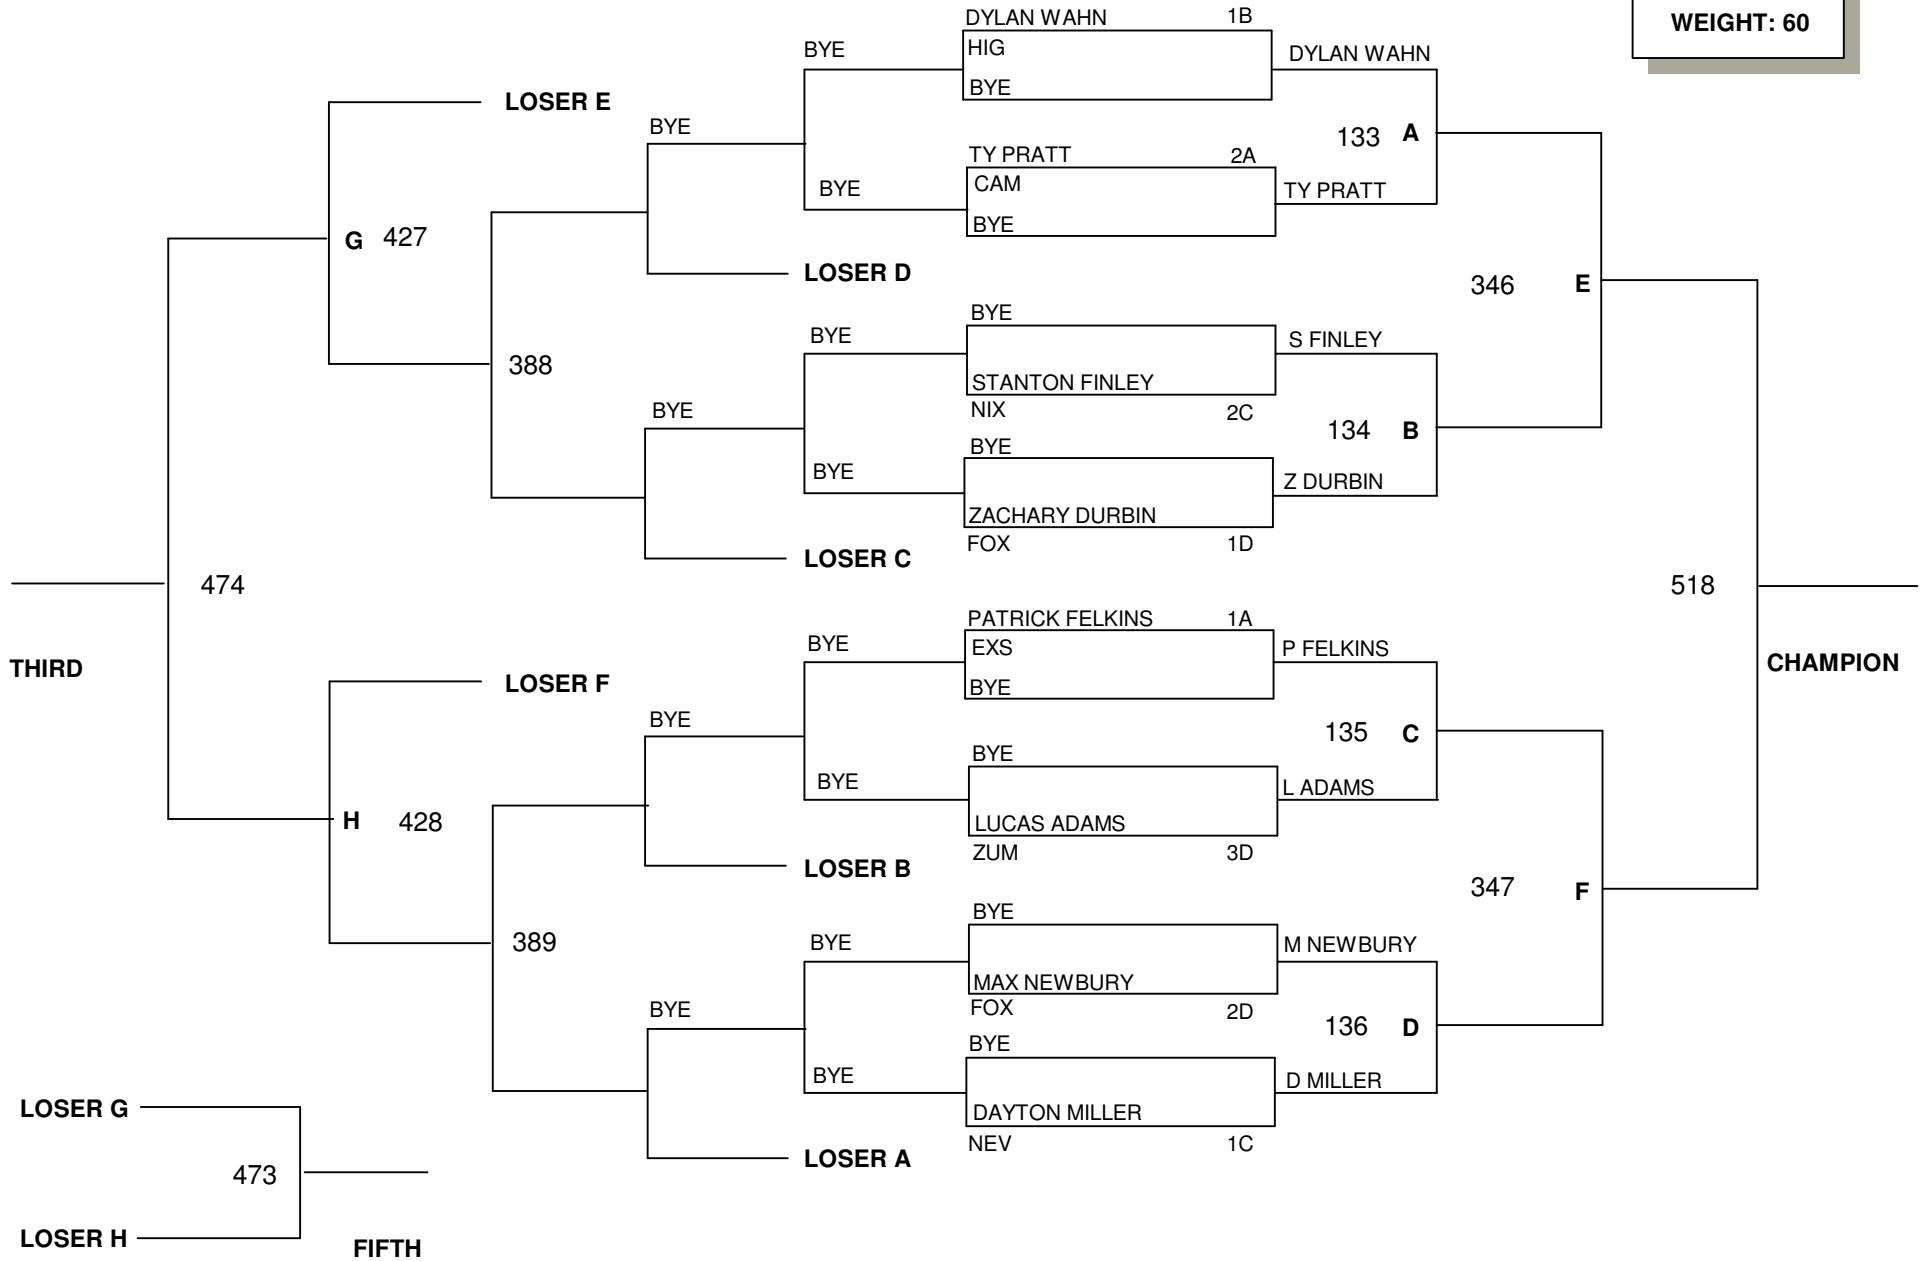 WEIGHT: 60
DYLAN WAHN 1B
HIG
BYE
DYLAN WAHN
BYE
LOSER E
BYE
133 A
TY PRATT 2A
CAM
BYE
TY PRATT
BYE
G 427
LOSER D
346 E
BYE
BYE
S FINLEY
388
STANTON FINLEY
NIX 2C
BYE
134 B
BYE
BYE
Z DURBIN
ZACHARY DURBIN
FOX 1D
LOSER C
474
518
THIRD
CHAMPION
PATRICK FELKINS 1A
EXS
BYE
BYE
P FELKINS
LOSER F
BYE
135 C
BYE
BYE
L ADAMS
H 428
LUCAS ADAMS
ZUM 3D
LOSER B
347 F
BYE
BYE
M NEWBURY
389
MAX NEWBURY
FOX 2D
BYE
136 D
BYE
BYE
D MILLER
DAYTON MILLER
NEV 1C
LOSER A
LOSER G
473
LOSER H
FIFTH